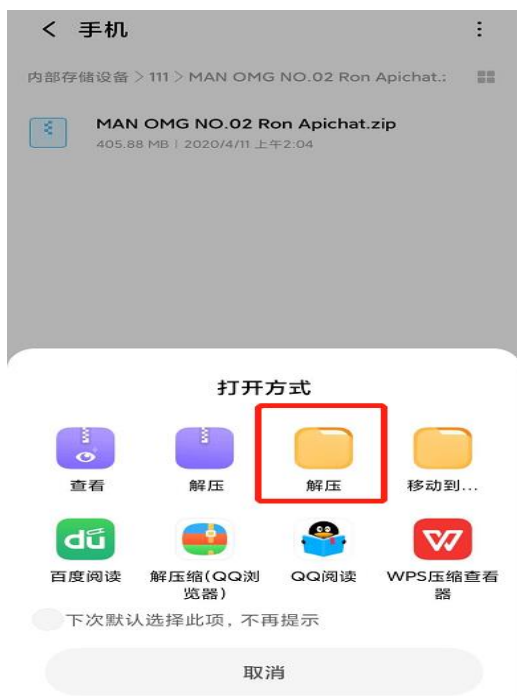 手机
内部存储设备 > 111 > MAN OMG NO.02 Ron Apichat.:
MAN OMG NO.02 Ron Apichat.zip
405.88 MB | 2020/4/11 上午2:04
打开方式
查看 解压 解压 移动到...
dū
百度阅读 解压缩(QQ浏览器) QQ阅读 WPS压缩查看器
下次默认选择此项，不再提示
取消